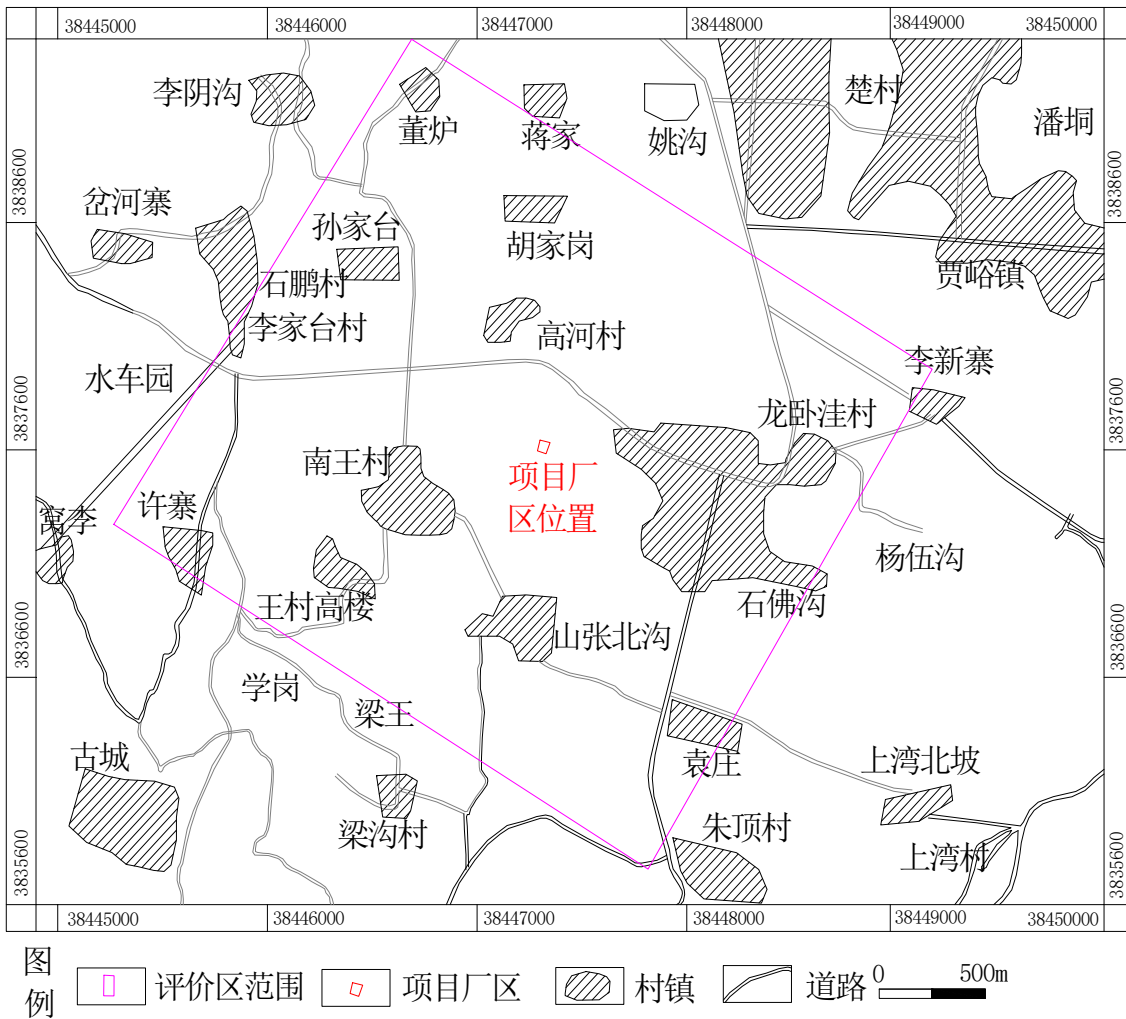 38445000 38446000 38447000 38448000 38449000 38450000
李阴沟
董炉
蒋家
姚沟
楚村
潘垌
3838600
3838600
岔河寨
孙家台
胡家岗
石鹏村
贾峪镇
李家台村
高河村
水车园
李新寨
3837600
3837600
龙卧洼村
南王村
项目厂
区位置
窝李
许寨
杨伍沟
王村高楼
石佛沟
3836600
3836600
山张北沟
学岗
梁王
古城
袁庄
上湾北坡
梁沟村
朱顶村
上湾村
3835600
3835600
38445000 38446000 38447000 38448000 38449000 38450000
图
例
评价区范围
项目厂区
村镇
道路
0 500m